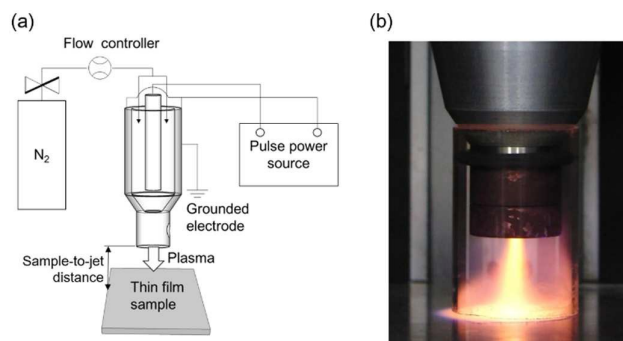 (a)
Flow controller
N2
Pulse power
source
Grounded
electrode
Sample-to-jet
distance
Plasma
Thin film
sample
(b)